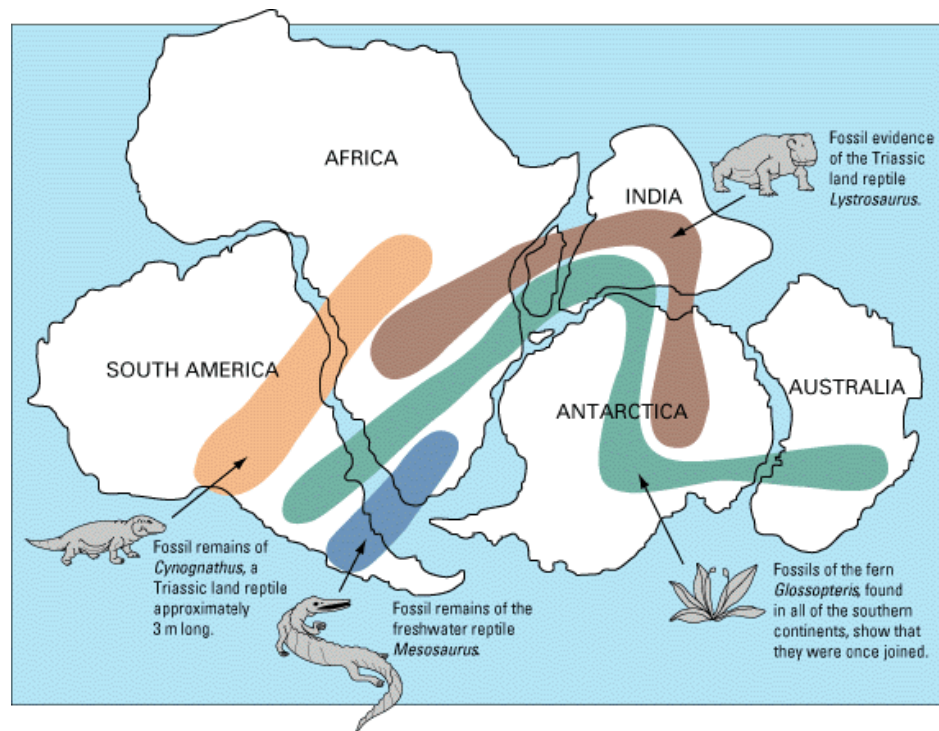 AFRICA
INDIA
Fossil evidence
of the Triassic
land reptile
Lystrosaurus.
SOUTH AMERICA
ANTARCTICA
AUSTRALIA
Fossil remains of
Cynognathus, a
Triassic land reptile
approximately
3 m long.
Fossil remains of the
freshwater reptile
Mesosaurus.
Fossils of the fern
Glossopteris, found
in all of the southern
continents, show that
they were once joined.